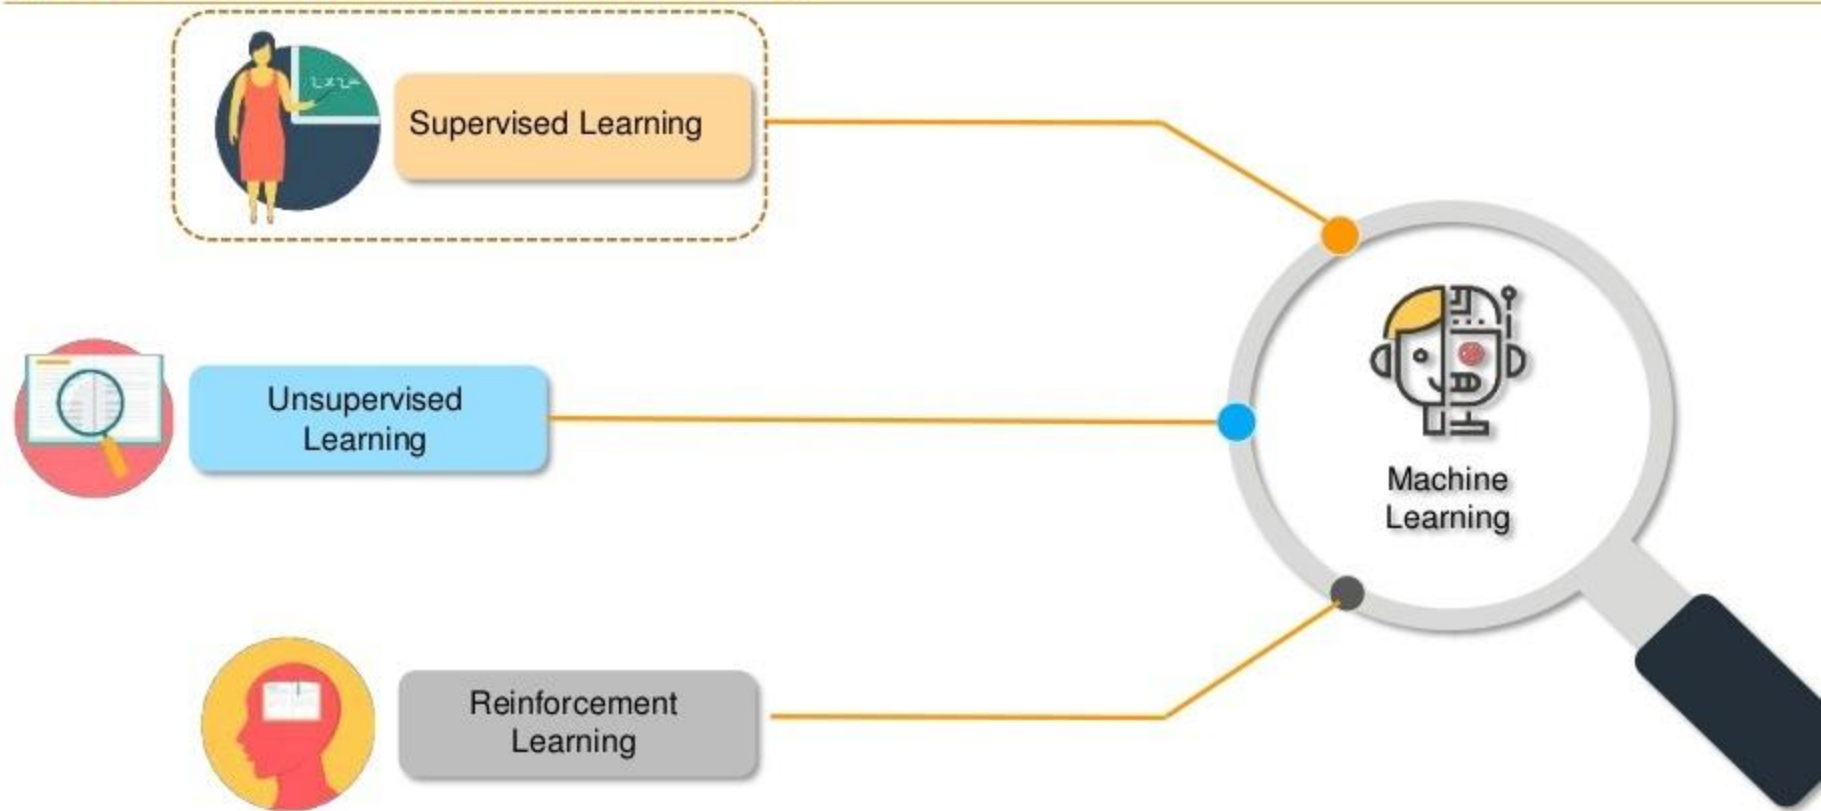 Supervised Learning
Unsupervised
Learning
Machine
Learning
Reinforcement
Learning